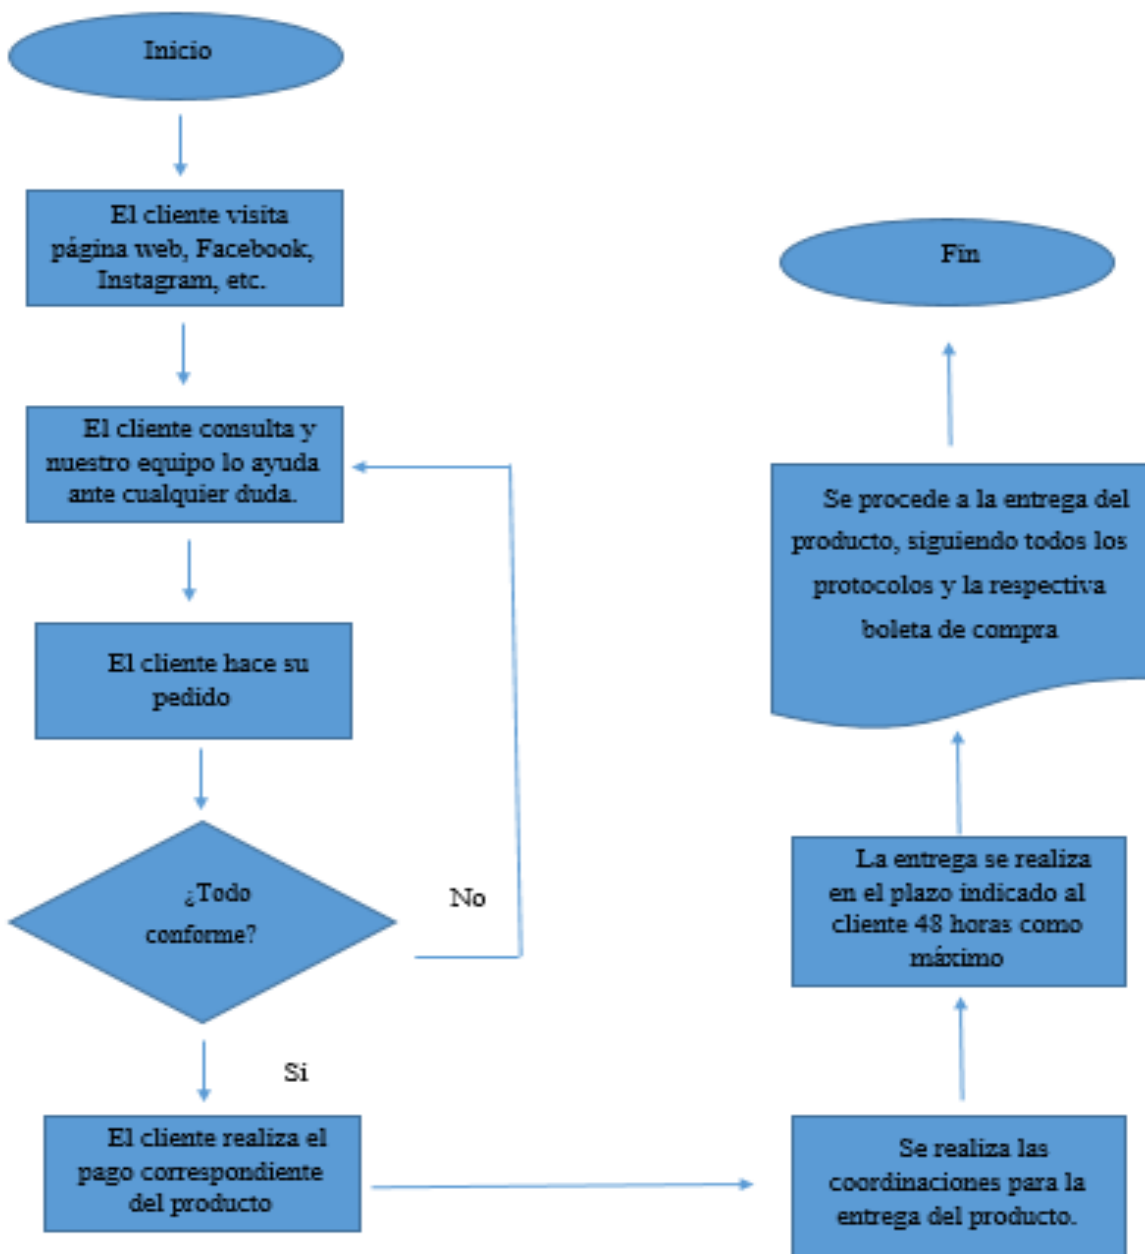 Inicio
El cliente visita
página web, Facebook,
Instagram, etc.
El cliente consulta y
nuestro equipo lo ayuda
ante cualquier duda.
El cliente hace su
pedido
¿Todo
conforme?
No
Si
El cliente realiza el
pago correspondiente
del producto
Se realiza las
coordinaciones para la
entrega del producto.
La entrega se realiza
en el plazo indicado al
cliente 48 horas como
máximo
Se procede a la entrega del
producto, siguiendo todos los
protocolos y la respectiva
boleta de compra
Fin